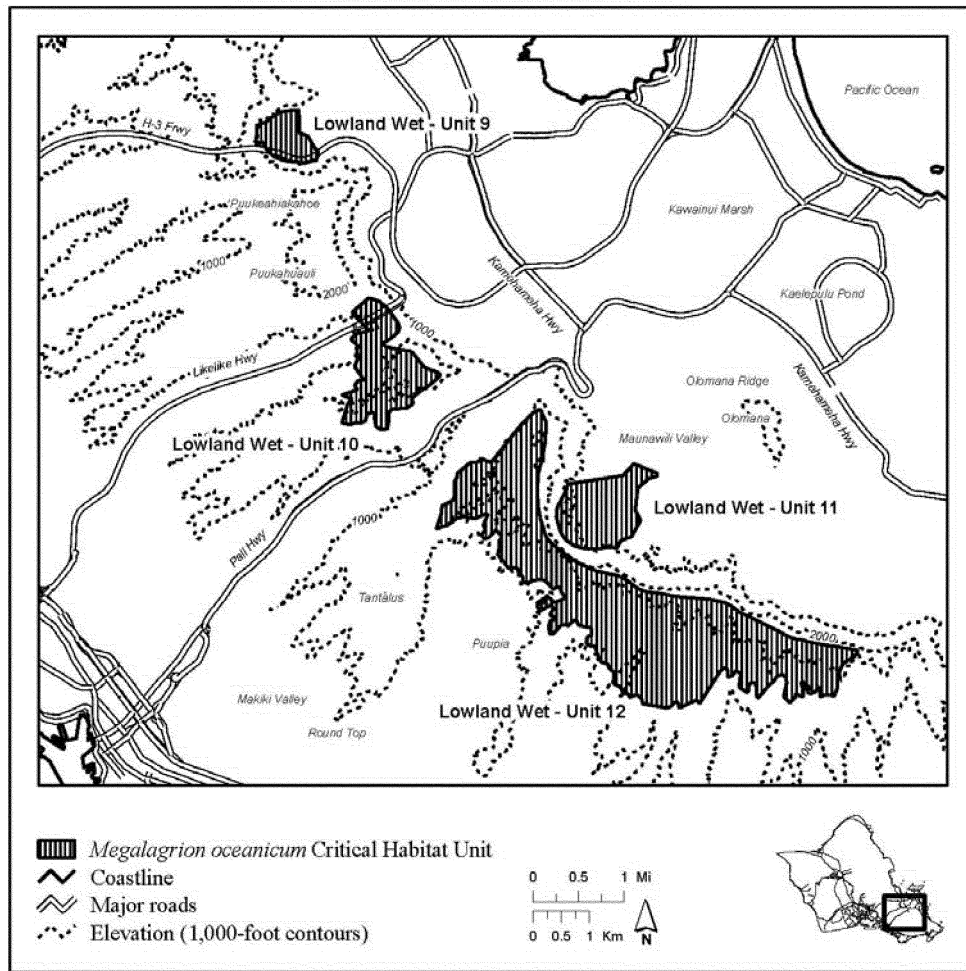 Pacific Ocean
H-3 Frwy
Lowland Wet - Unit 9
Puukeahiakahoe
Kawainui Marsh
1000
Puukahuauli
2000
Kamehameha Hwy
Kaelepulu Pond
1000
Likelike Hwy
Olomana Ridge
Kamehameha Hwy
Olomana
Lowland Wet - Unit 10
Maunawili Valley
1000
Lowland Wet - Unit 11
Pali Hwy
Tantalus
2000
Puupia
Makiki Valley
Lowland Wet - Unit 12
Round Top
1000
Megalagrion oceanicum Critical Habitat Unit
Coastline
Major roads
Elevation (1,000-foot contours)
0 0.5 1 Mi
0 0.5 1 Km
N